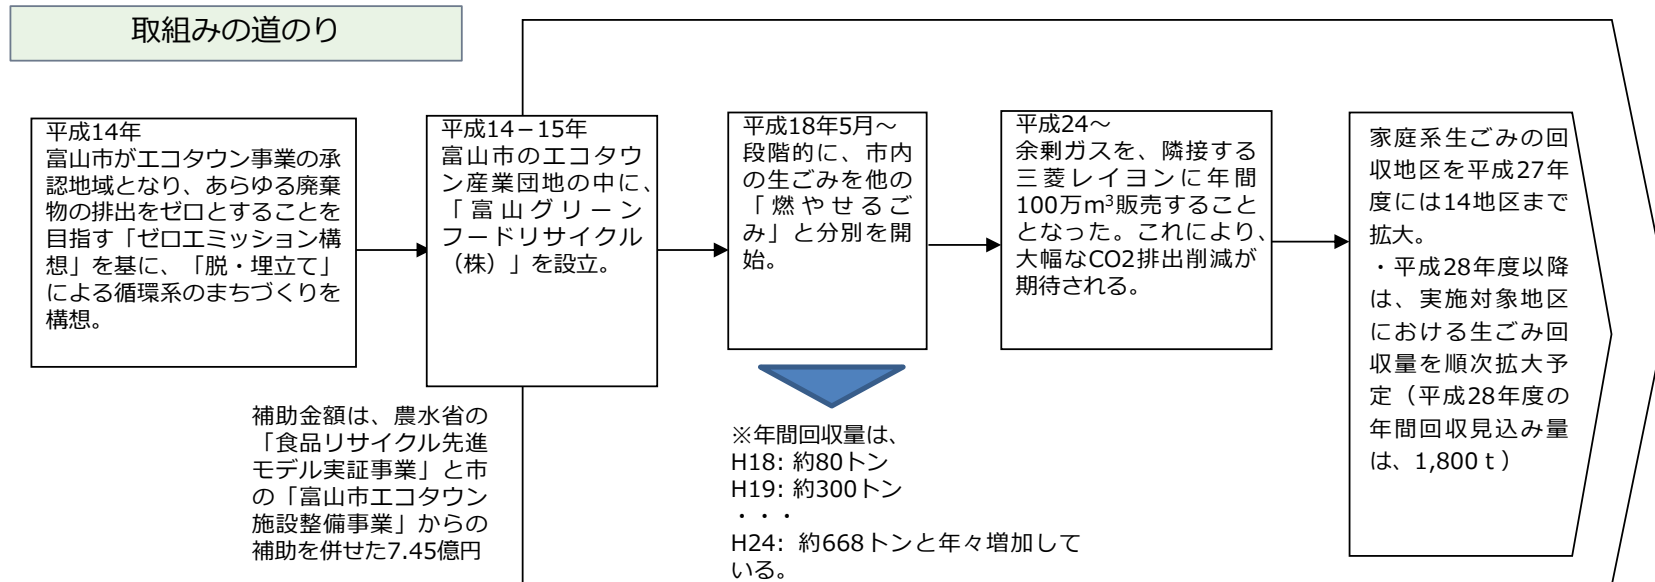 取組みの道のり
平成14年
富山市がエコタウン事業の承
認地域となり、あらゆる廃棄
物の排出をゼロとすることを
目指す「ゼロエミッション構
想」を基に、「脱・埋立て」
による循環系のまちづくりを
構想。
平成14－15年
富山市のエコタウ
ン産業団地の中に、
「富山グリーン
フードリサイクル
（株）」を設立。
補助金額は、農水省の
「食品リサイクル先進
モデル実証事業」と市
の「富山市エコタウン
施設整備事業」からの
補助を併せた7.45億円
平成18年5月～
段階的に、市内
の生ごみを他の
「燃やせるご
み」と分別を開
始。
※年間回収量は、
H18: 約80トン
H19: 約300トン
・・・
H24: 約668トンと年々増加して
いる。
平成24～
余剰ガスを、隣接する
三菱レイヨンに年間
100万m³販売すること
となった。これにより、
大幅なCO2排出削減が
期待される。
家庭系生ごみの回
収地区を平成27年
度には14地区まで
拡大。
・平成28年度以降
は、実施対象地区
における生ごみ回
収量を順次拡大予
定（平成28年度の
年間回収見込み量
は、1,800ｔ）